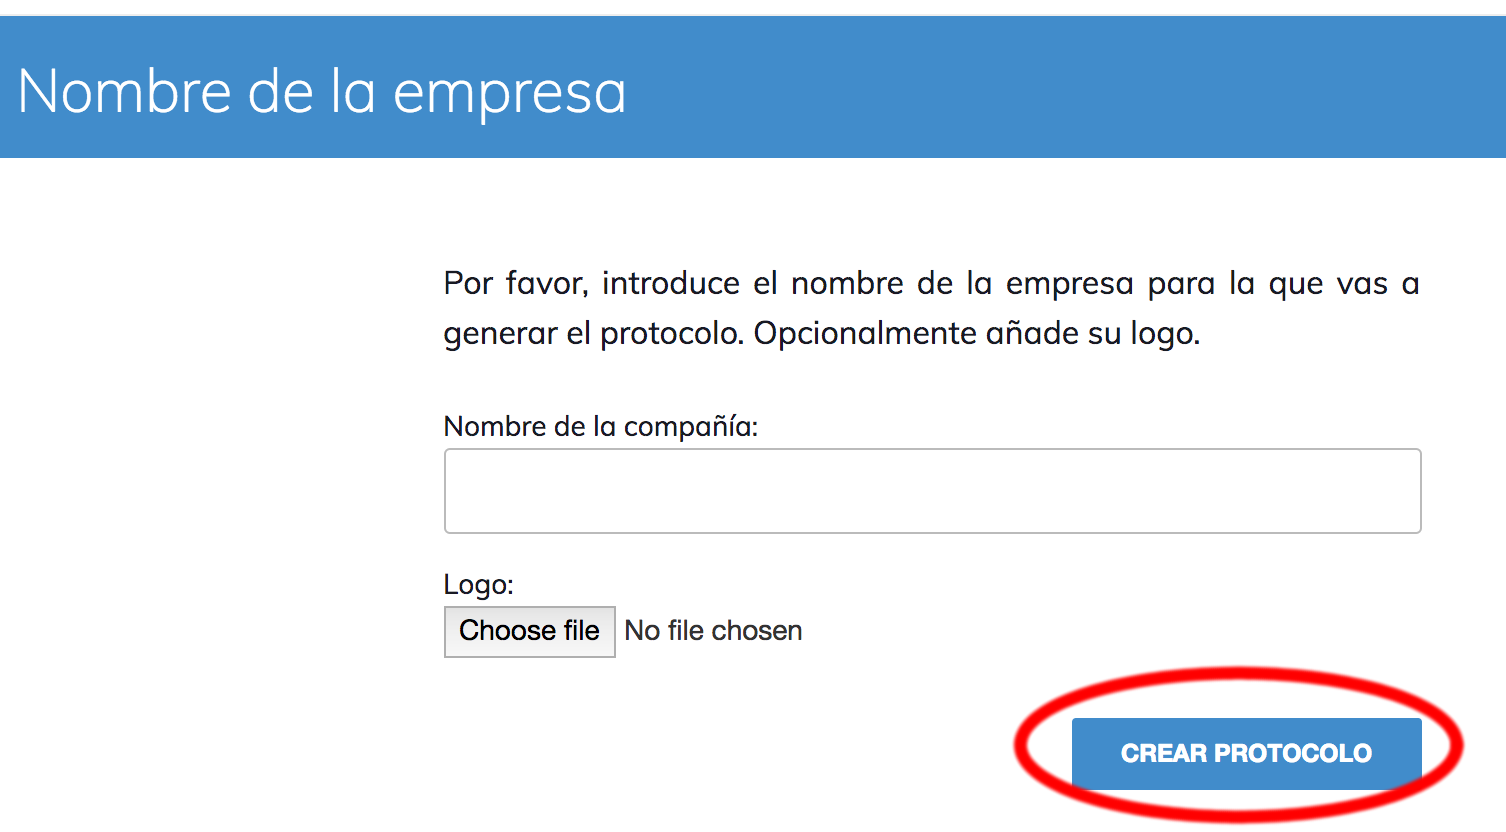 Nombre de la empresa
Por favor, introduce el nombre de la empresa para la que vas a
generar el protocolo. Opcionalmente añade su logo.
Nombre de la compañía:
Logo:
Choose file No file chosen
CREAR PROTOCOLO